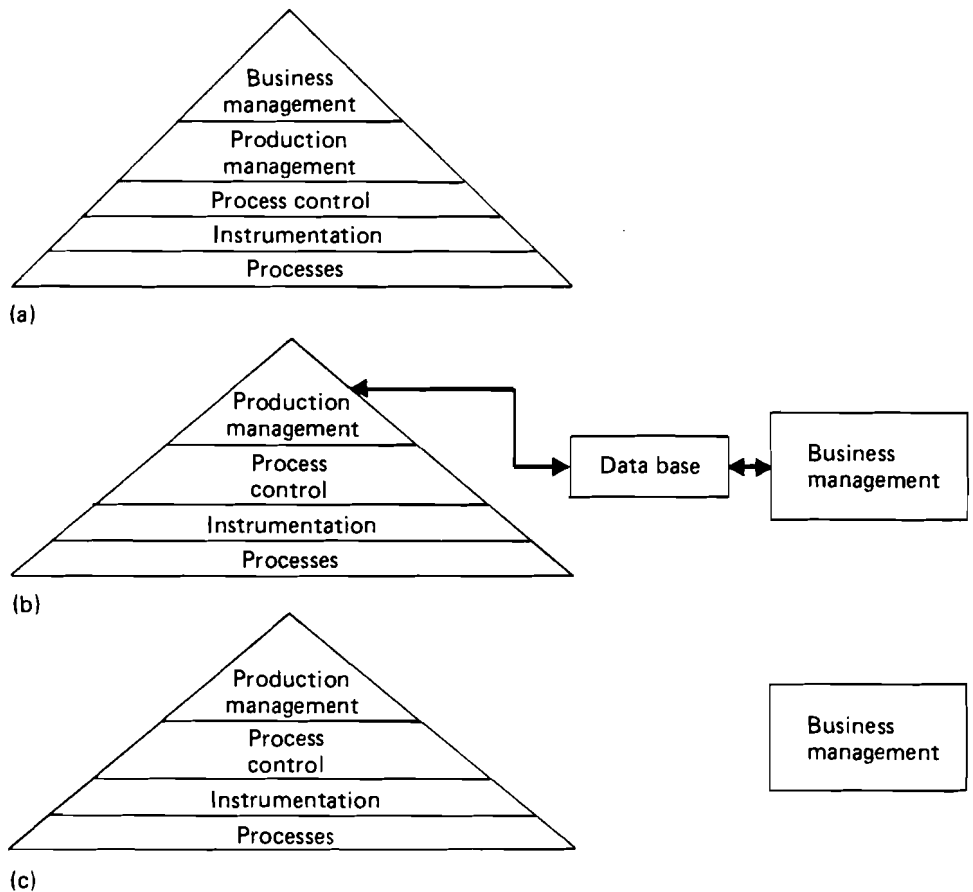 Business
management
Production
management
Process control
Instrumentation
Processes
(a)
Production
management
Process
control
Instrumentation
Processes
Data base
Business
management
(b)
Production
management
Process
control
Instrumentation
Processes
Business
management
(c)